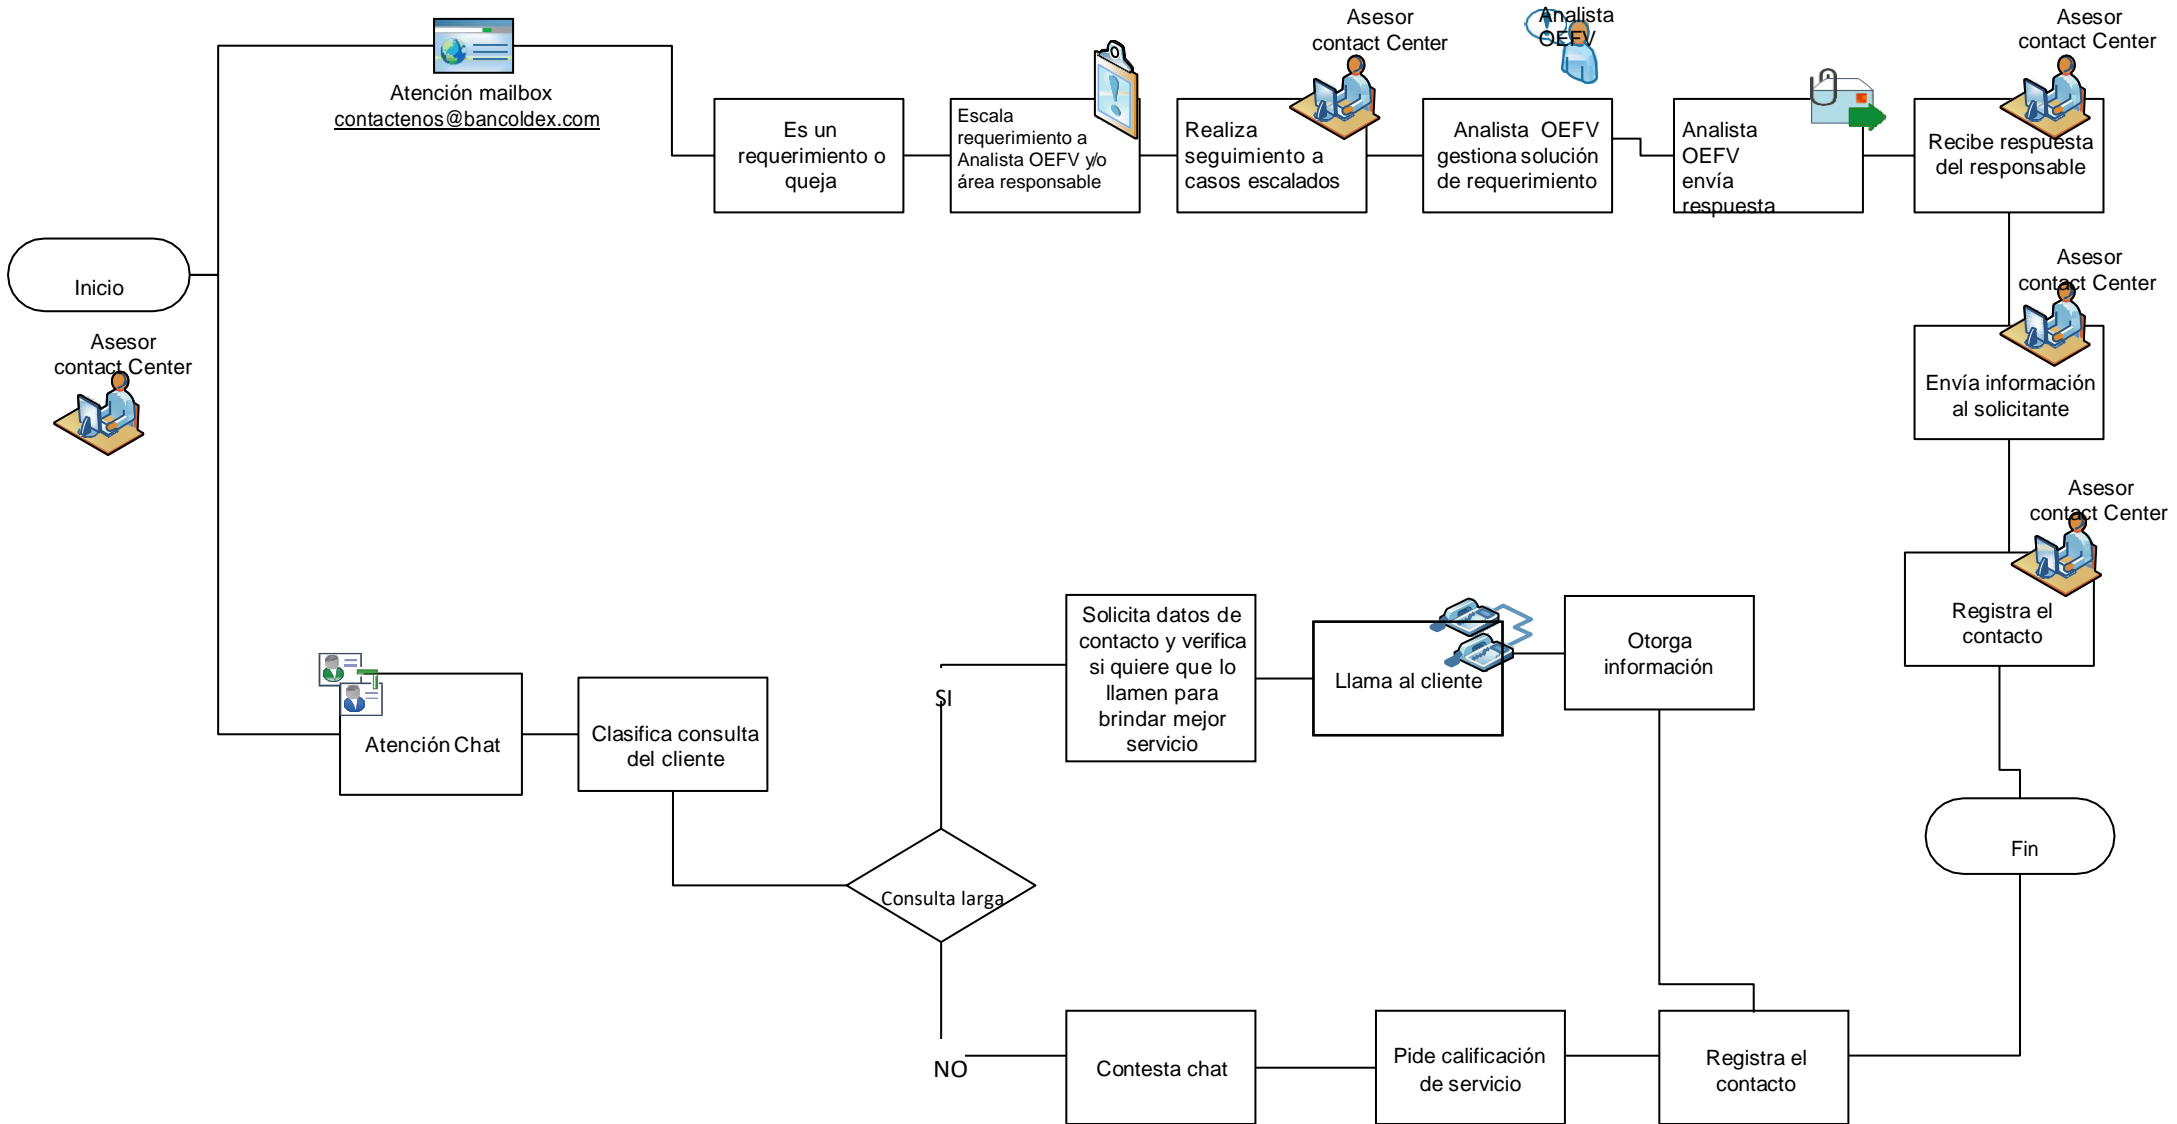 Atención mailbox
contactenos@bancoldex.com
Es un
requerimiento o
queja
Escala
requerimiento a
Analista OEFV y/o
área responsable
Asesor
contact Center
Realiza
seguimiento a
casos escalados
Analista
OEFV
Analista OEFV
gestiona solución
de requerimiento
Analista
OEFV
envía
respuesta
Asesor
contact Center
Recibe respuesta
del responsable
Inicio
Asesor
contact Center
Asesor
contact Center
Envía información
al solicitante
Asesor
contact Center
Registra el
contacto
Atención Chat
Clasifica consulta
del cliente
Consulta larga
SI
Solicita datos de
contacto y verifica
si quiere que lo
llamen para
brindar mejor
servicio
Llama al cliente
Otorga
información
NO
Contesta chat
Pide calificación
de servicio
Registra el
contacto
Fin